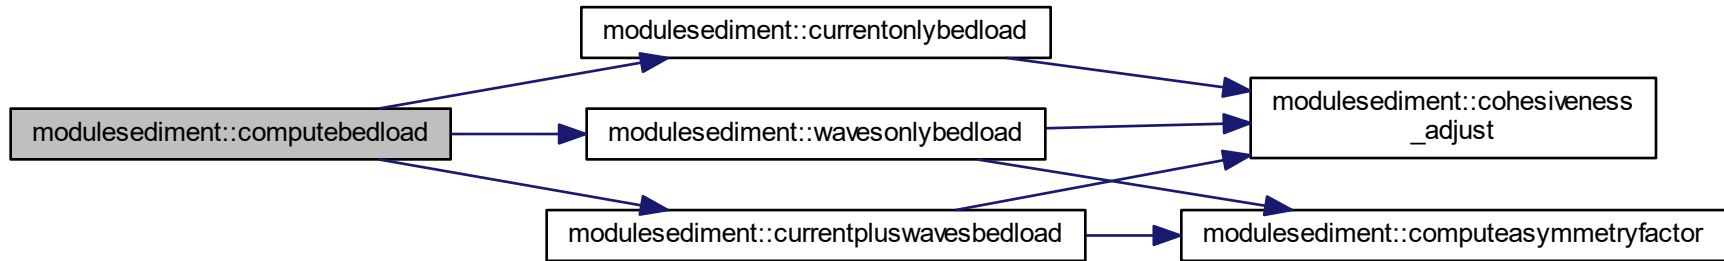 modulesediment::computebedload
modulesediment::currentonlybedload
modulesediment::wavesonlybedload
modulesediment::currentpluswavesbedload
modulesediment::cohesiveness
_adjust
modulesediment::computeasymmetryfactor